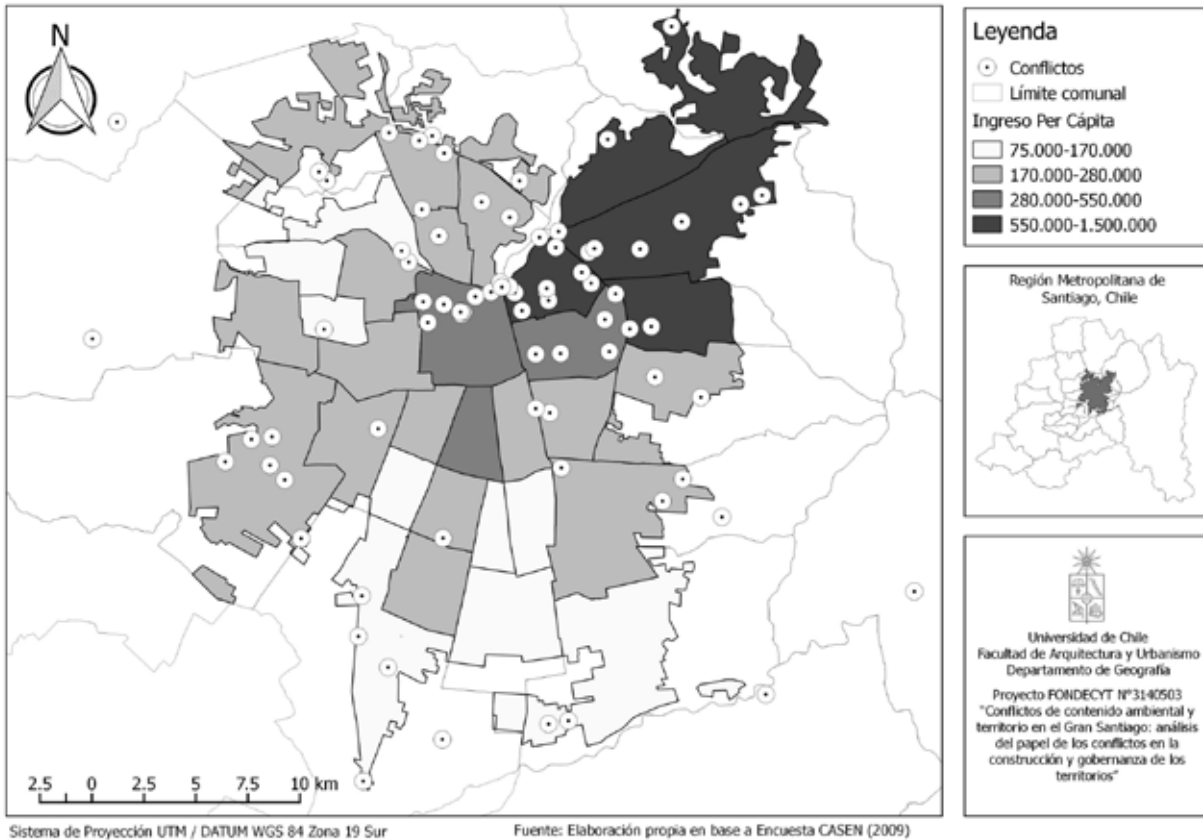 N
2.5 0 2.5 5 7.5 10 km
Sistema de Proyección UTM / DATUM WGS 84 Zona 19 Sur
Fuente: Elaboración propia en base a Encuesta CASEN (2009)
Leyenda
Conflictos
Límite comunal
Ingreso Per Cápita
75.000-170.000
170.000-280.000
280.000-550.000
550.000-1.500.000
Región Metropolitana de
Santiago, Chile
Universidad de Chile
Facultad de Arquitectura y Urbanismo
Departamento de Geografía
Proyecto FONDECYT Nº3140503
"Conflictos de contenido ambiental y
territorio en el Gran Santiago: análisis
del papel de los conflictos en la
construcción y gobernanza de los
territorios"